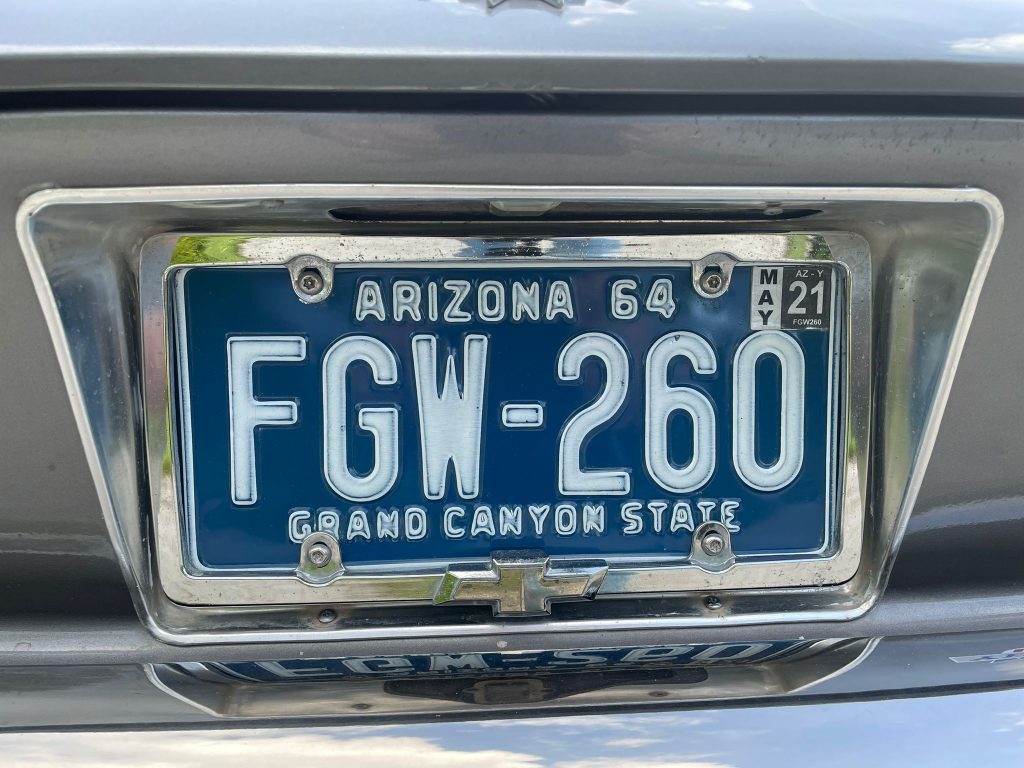 ARIZONA 64
MAY
AZ - Y
21
FGW260
FGW-260
GRAND CANYON STATE